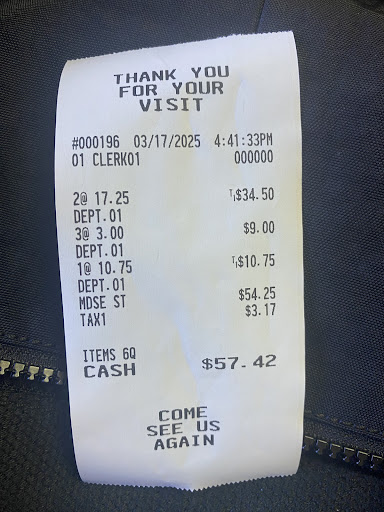 THANK YOU
FOR YOUR
VISIT
#000196 03/17/2025 4:41:33PM
01 CLERK01 000000
2@ 17.25 T1$34.50
DEPT.01
3@ 3.00 $9.00
DEPT.01
1@ 10.75 T1$10.75
DEPT.01
MDSE ST $54.25
TAX1 $3.17
ITEMS 6Q
CASH $57.42
COME
SEE US
AGAIN